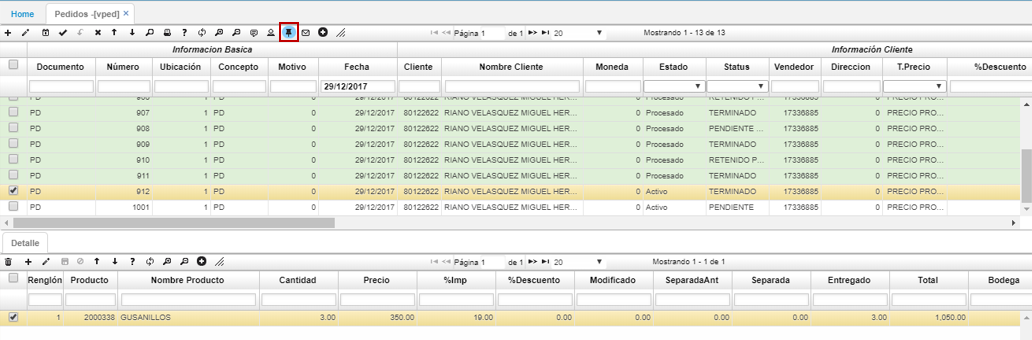 Home Pedidos -[vped] ×
Página 1 de 1 20 Mostrando 1 - 13 de 13
Informacion Basica Información Cliente
Documento Número Ubicación Concepto Motivo Fecha Cliente Nombre Cliente Moneda Estado Status Vendedor Direccion T.Precio %Descuento
29/12/2017
PD 906 1 PD 0 29/12/2017 80122622 RIANO VELASQUEZ MIGUEL HER... 0 Procesado 17336885 0 PRECIO PRO...
PD 907 1 PD 0 29/12/2017 80122622 RIANO VELASQUEZ MIGUEL HER... 0 Procesado TERMINADO 17336885 0 PRECIO PRO...
PD 908 1 PD 0 29/12/2017 80122622 RIANO VELASQUEZ MIGUEL HER... 0 Procesado PENDIENTE ... 17336885 0 PRECIO PRO...
PD 909 1 PD 0 29/12/2017 80122622 RIANO VELASQUEZ MIGUEL HER... 0 Procesado TERMINADO 17336885 0 PRECIO PRO...
PD 910 1 PD 0 29/12/2017 80122622 RIANO VELASQUEZ MIGUEL HER... 0 Procesado RETENIDO P... 17336885 0 PRECIO PRO...
PD 911 1 PD 0 29/12/2017 80122622 RIANO VELASQUEZ MIGUEL HER... 0 Procesado TERMINADO 17336885 0 PRECIO PRO...
PD 912 1 PD 0 29/12/2017 80122622 RIANO VELASQUEZ MIGUEL HER... 0 Activo TERMINADO 17336885 0 PRECIO PRO...
PD 1001 1 PD 0 29/12/2017 80122622 RIANO VELASQUEZ MIGUEL HER... 0 Activo PENDIENTE 17336885 0 PRECIO PRO...
Detalle
Página 1 de 1 20 Mostrando 1 - 1 de 1
Renglón Producto Nombre Producto Cantidad Precio %Imp %Descuento Modificado SeparadaAnt Separada Entregado Total Bodega
1 2000338 GUSANILLOS 3.00 350.00 19.00 0.00 0.00 0.00 0.00 3.00 1,050.00